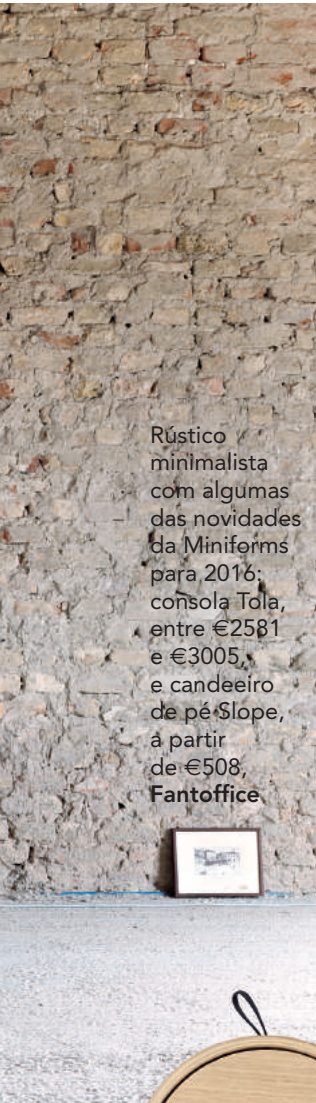 Rústico
minimalista
com algumas
das novidades
da Miniforms
para 2016:
consola Tola,
entre €2581
e €3005,
e candeeiro
de pé Slope,
a partir
de €508,
Fantoffice